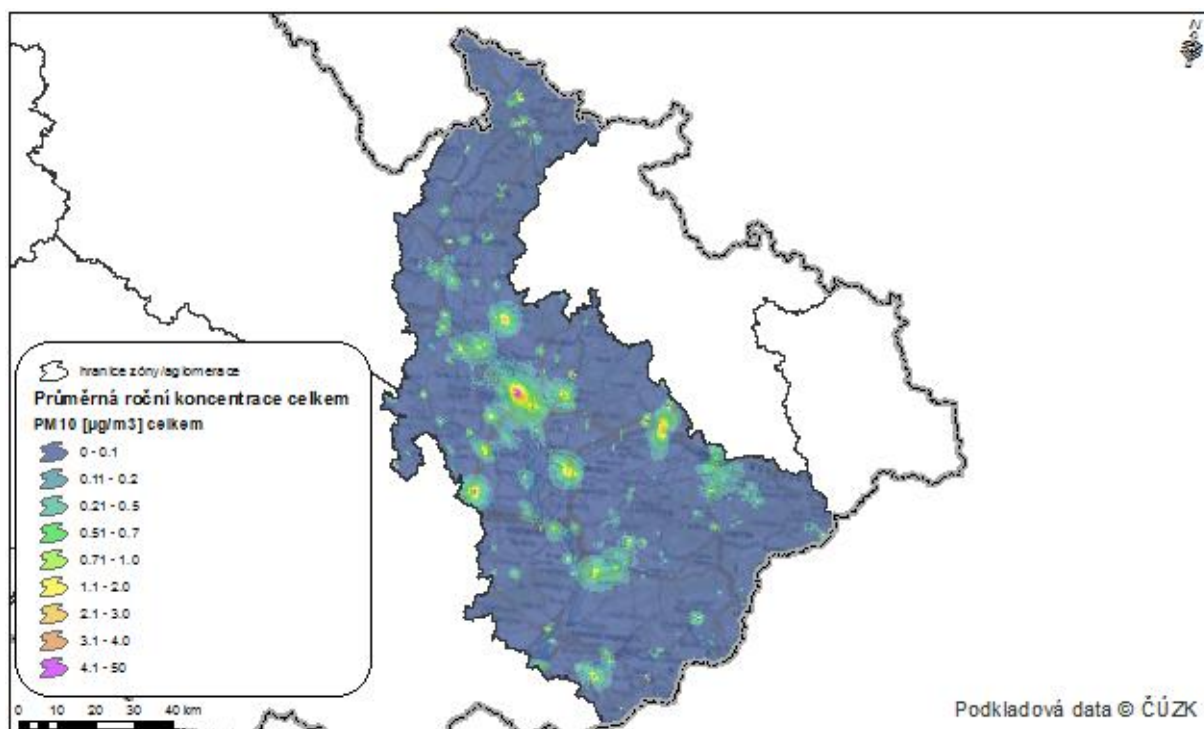 N
hranice zóny/aglomerace
Průměrná roční koncentrace celkem
PM10 [µg/m3] celkem
0 - 0.1
0.11 - 0.2
0.21 - 0.5
0.51 - 0.7
0.71 - 1.0
1.1 - 2.0
2.1 - 3.0
3.1 - 4.0
4.1 - 50
0 10 20 30 40 km
Podkladová data © ČÚZK